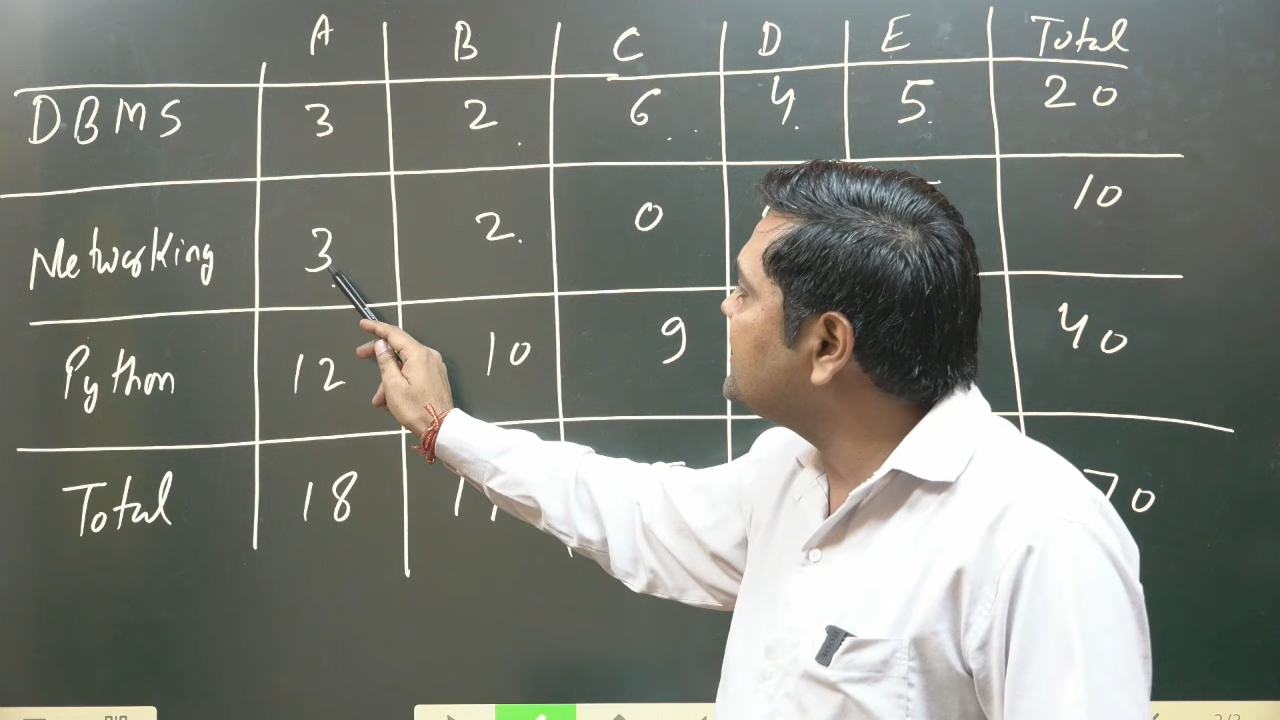 A B C D E Total
DBMS 3 2 6 4 5 20
Networking 3 2 0 10
Python 12 10 9 40
Total 18 70